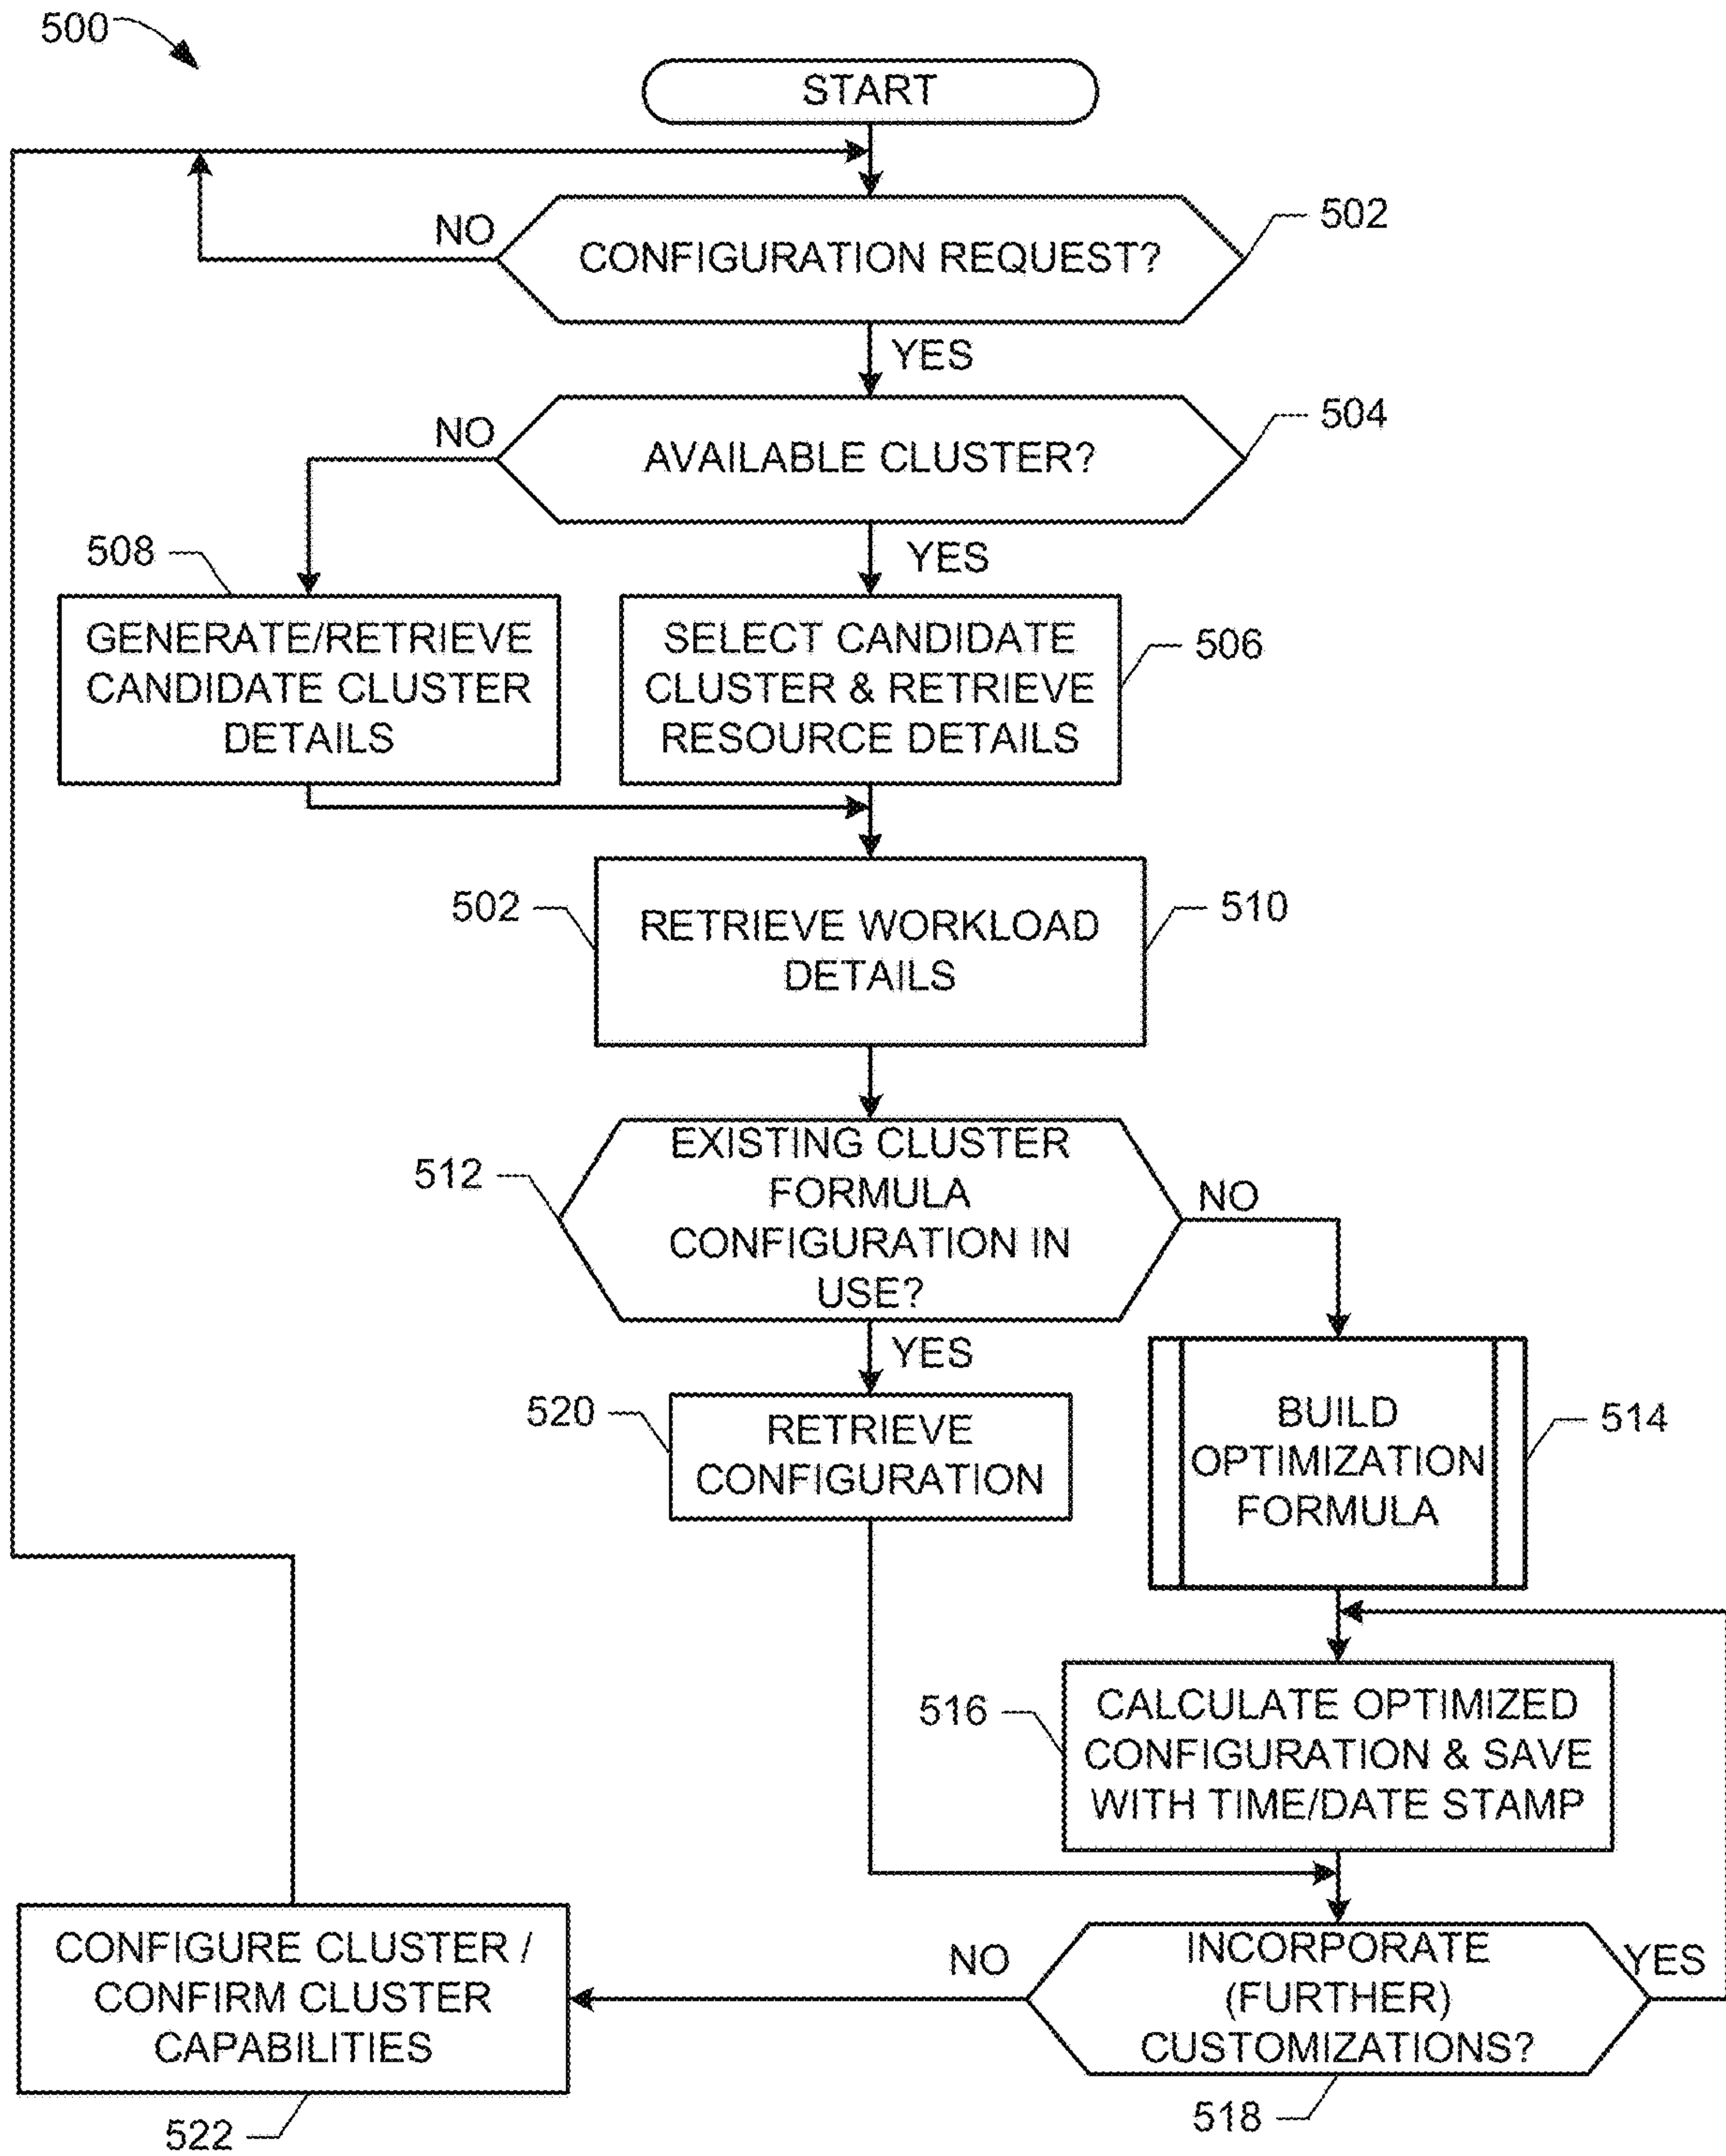 500
START
NO
CONFIGURATION REQUEST?
502
YES
NO
AVAILABLE CLUSTER?
504
YES
508
GENERATE/RETRIEVE
CANDIDATE CLUSTER
DETAILS
SELECT CANDIDATE
CLUSTER & RETRIEVE
RESOURCE DETAILS
506
502
RETRIEVE WORKLOAD
DETAILS
510
512
EXISTING CLUSTER
FORMULA
CONFIGURATION IN
USE?
NO
YES
520
RETRIEVE
CONFIGURATION
BUILD
OPTIMIZATION
FORMULA
514
516
CALCULATE OPTIMIZED
CONFIGURATION & SAVE
WITH TIME/DATE STAMP
INCORPORATE
(FURTHER)
CUSTOMIZATIONS?
YES
NO
518
CONFIGURE CLUSTER /
CONFIRM CLUSTER
CAPABILITIES
522